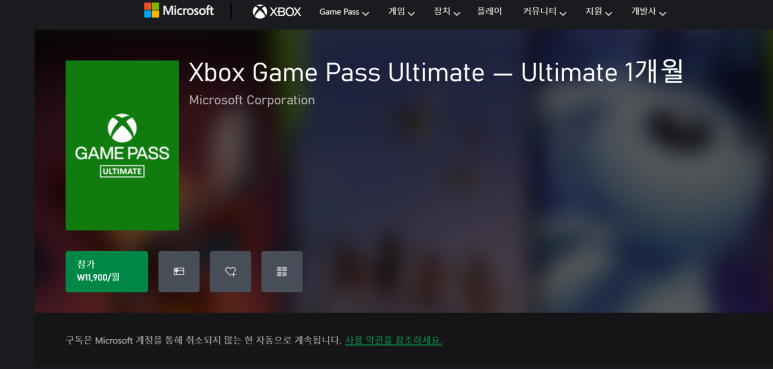 Microsoft XBOX Game Pass 게임 장치 플레이 커뮤니티 지원 개발사
Xbox Game Pass Ultimate — Ultimate 1개월
Microsoft Corporation
GAME PASS
ULTIMATE
참가
₩11,900/월
구독은 Microsoft 계정을 통해 취소되지 않는 한 자동으로 계속됩니다. 사용 약관을 참조하세요.